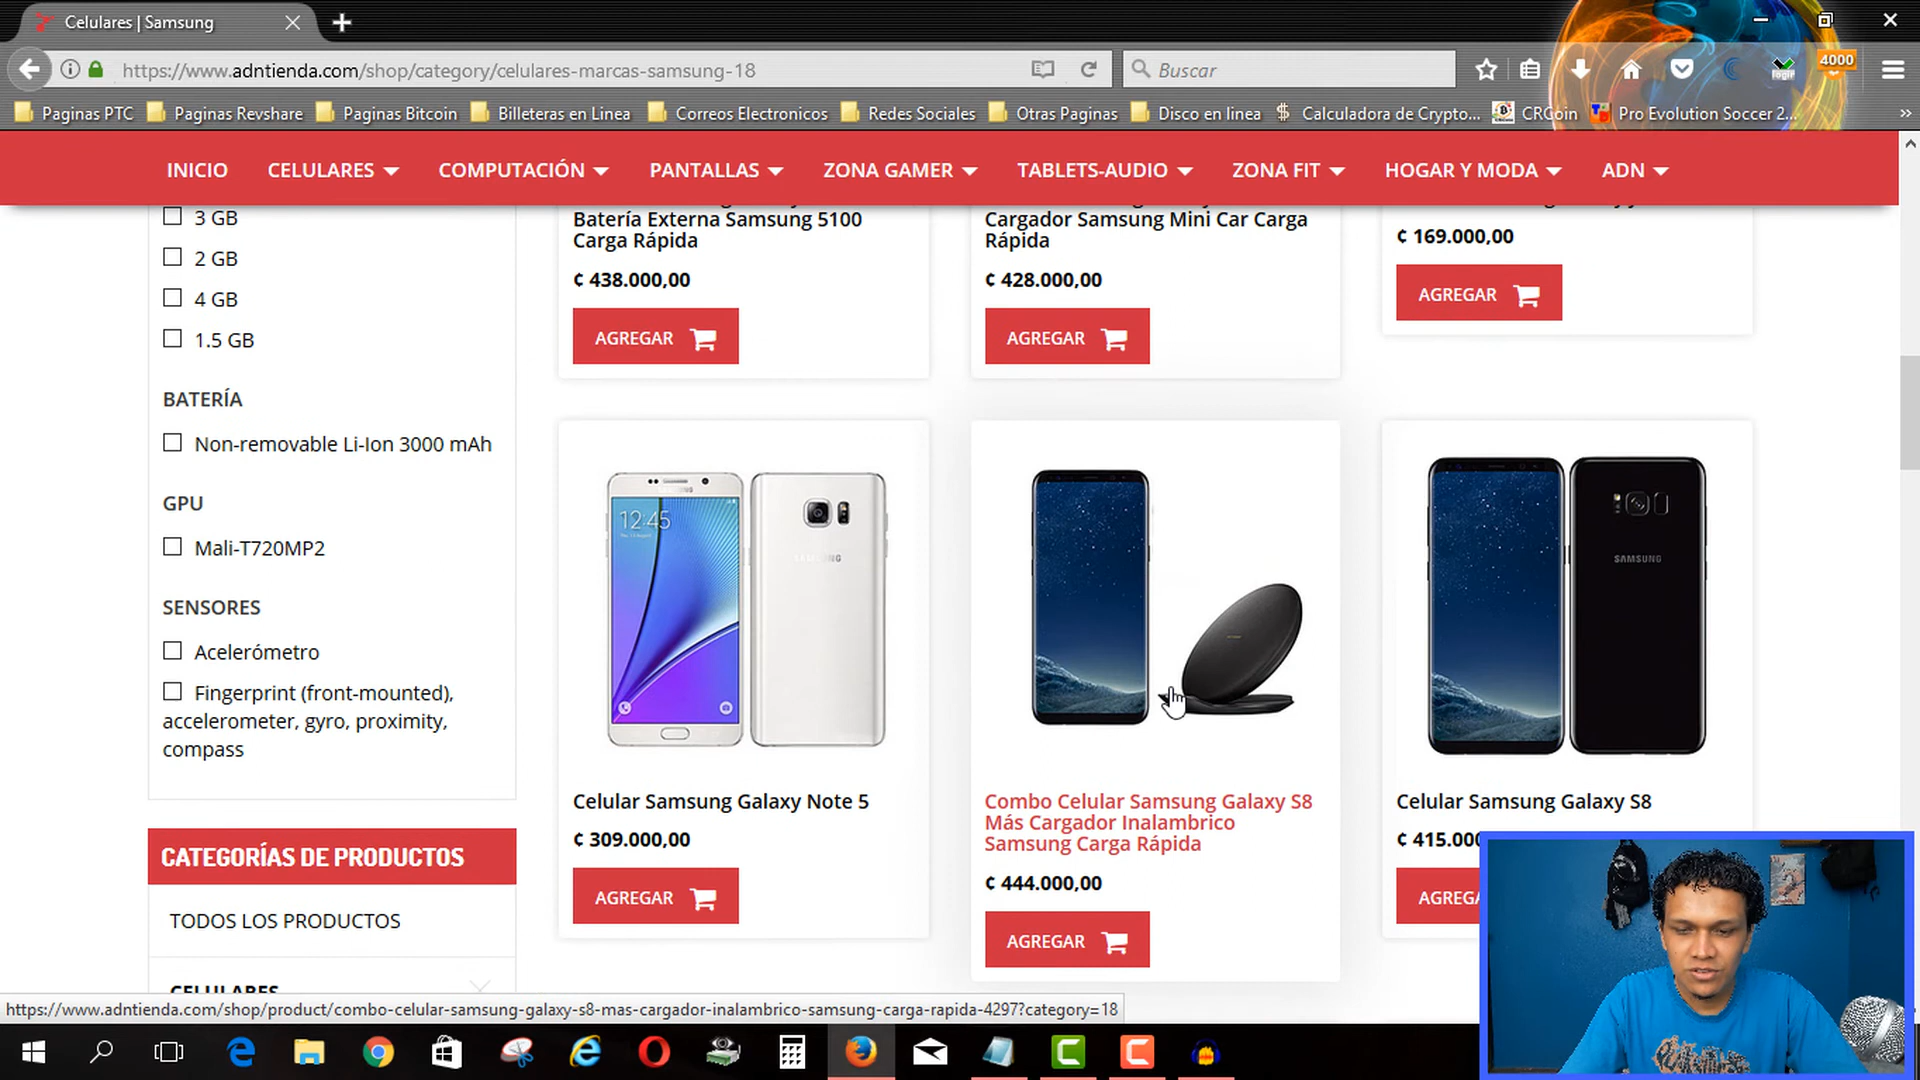 Celulares | Samsung
https://www.adntienda.com/shop/category/celulares-marcas-samsung-18
Buscar
login
4000
Paginas PTC
Paginas Revshare
Paginas Bitcoin
Billeteras en Linea
Correos Electronicos
Redes Sociales
Otras Paginas
Disco en linea
Calculadora de Crypto...
CRCoin
Pro Evolution Soccer 2...
INICIO
CELULARES
COMPUTACIÓN
PANTALLAS
ZONA GAMER
TABLETS-AUDIO
ZONA FIT
HOGAR Y MODA
ADN
3 GB
2 GB
4 GB
1.5 GB
BATERÍA
Non-removable Li-Ion 3000 mAh
GPU
Mali-T720MP2
SENSORES
Acelerómetro
Fingerprint (front-mounted),
accelerometer, gyro, proximity,
compass
CATEGORÍAS DE PRODUCTOS
TODOS LOS PRODUCTOS
CELULARES
Batería Externa Samsung 5100
Carga Rápida
₡ 438.000,00
AGREGAR
Cargador Samsung Mini Car Carga
Rápida
₡ 428.000,00
AGREGAR
₡ 169.000,00
AGREGAR
12:45
SAMSUNG
Celular Samsung Galaxy Note 5
₡ 309.000,00
AGREGAR
Combo Celular Samsung Galaxy S8
Más Cargador Inalambrico
Samsung Carga Rápida
₡ 444.000,00
AGREGAR
SAMSUNG
Celular Samsung Galaxy S8
₡ 415.000
AGREGA
https://www.adntienda.com/shop/product/combo-celular-samsung-galaxy-s8-mas-cargador-inalambrico-samsung-carga-rapida-4297?category=18